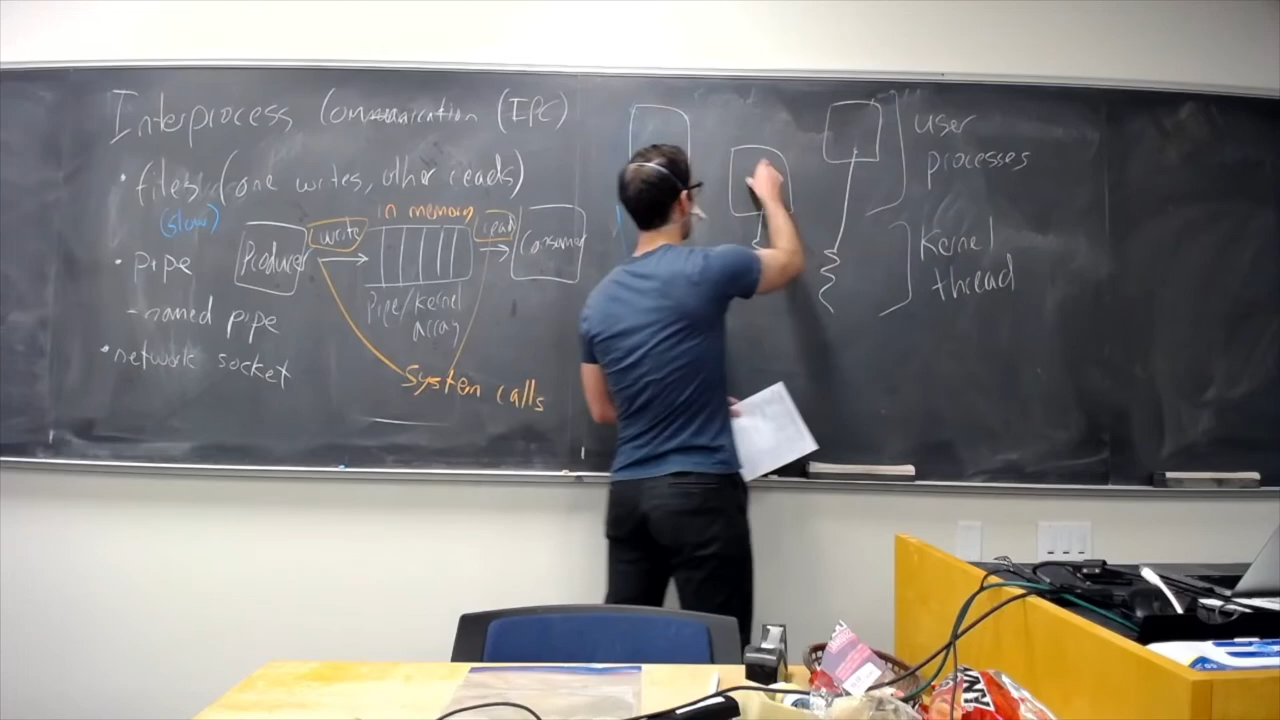 Interprocess Communication (IPC)
• files (one writes, other reads)
(slow)
in memory
Producer
write
read
Consumer
• pipe
Pipe/kernel
array
- named pipe
• network socket
System calls
user
processes
Kernel
thread